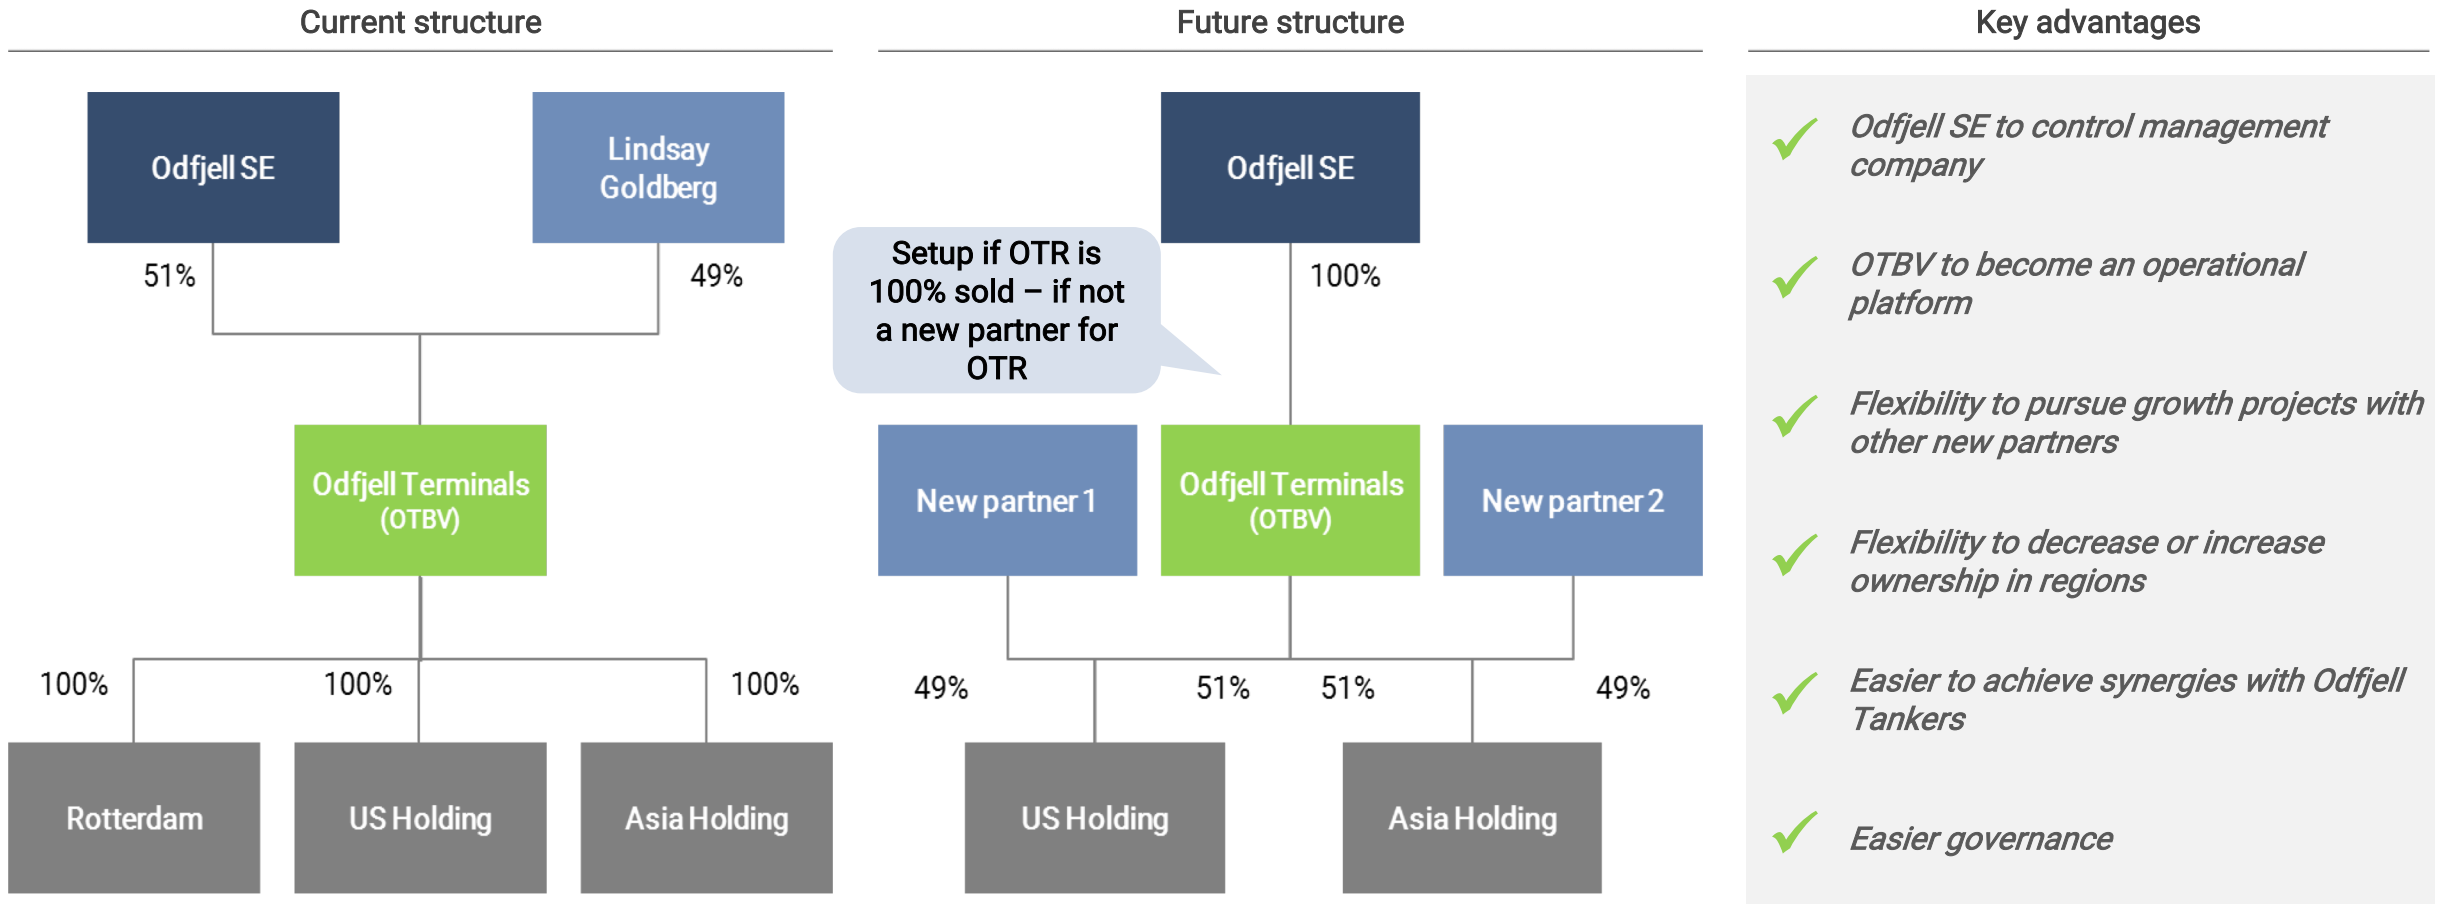 Current structure
Odfjell SE
Lindsay
Goldberg
51%
49%
Odfjell Terminals
(OTBV)
100%
100%
100%
Rotterdam
US Holding
Asia Holding
Future structure
Odfjell SE
Setup if OTR is
100% sold – if not
a new partner for
OTR
100%
New partner 1
Odfjell Terminals
(OTBV)
New partner 2
49%
51%
51%
49%
US Holding
Asia Holding
Key advantages
Odfjell SE to control management
company
OTBV to become an operational
platform
Flexibility to pursue growth projects with
other new partners
Flexibility to decrease or increase
ownership in regions
Easier to achieve synergies with Odfjell
Tankers
Easier governance